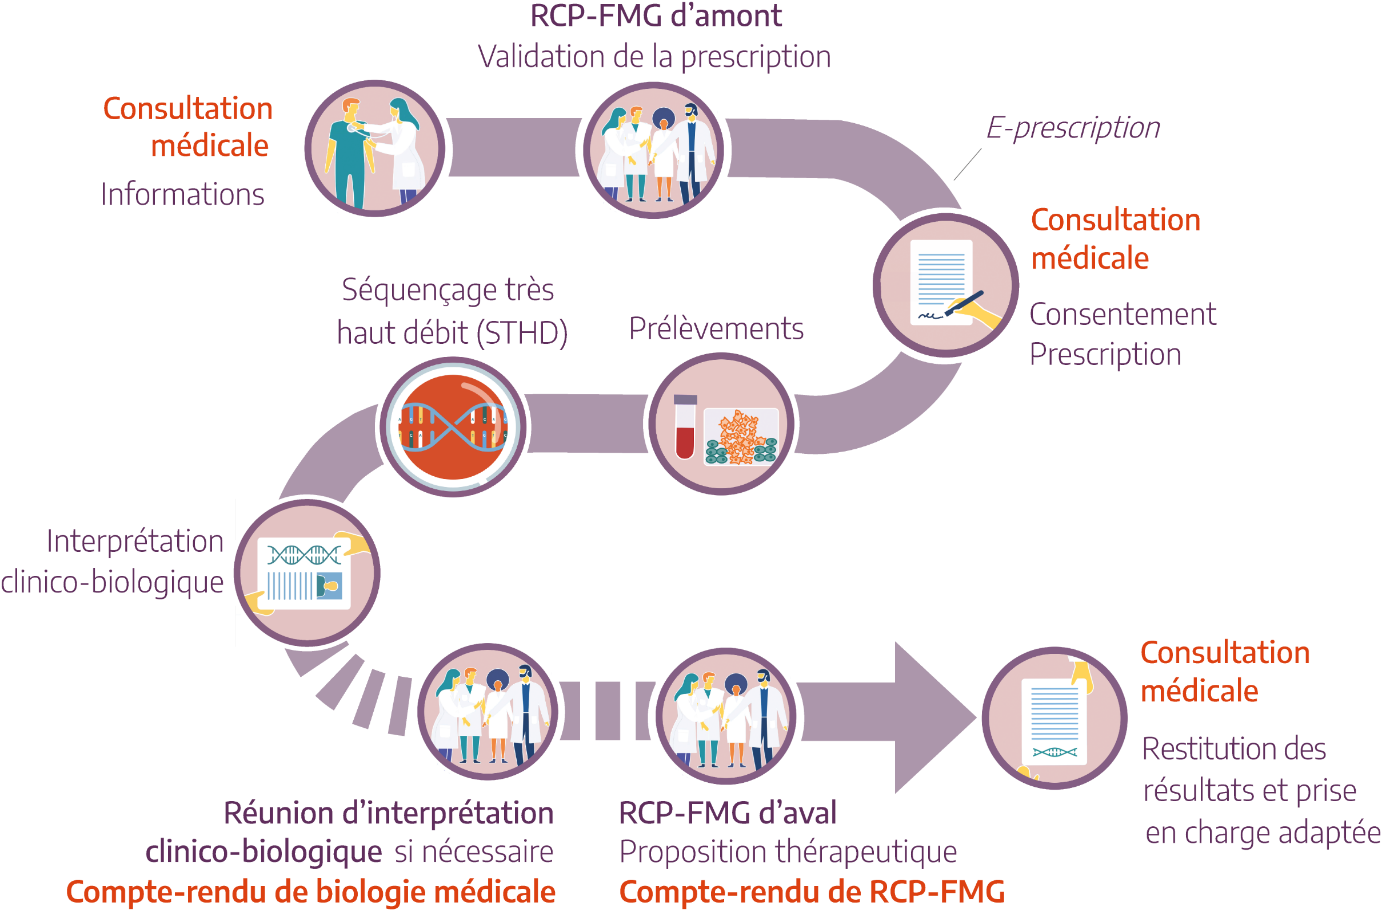 RCP-FMG d’amont
Validation de la prescription
Consultation
médicale
Informations
E-prescription
Consultation
médicale
Consentement
Prescription
Prélèvements
Séquençage très
haut débit (STHD)
Interprétation
clinico-biologique
Réunion d’interprétation
clinico-biologique si nécessaire
Compte-rendu de biologie médicale
RCP-FMG d’aval
Proposition thérapeutique
Compte-rendu de RCP-FMG
Consultation
médicale
Restitution des
résultats et prise
en charge adaptée